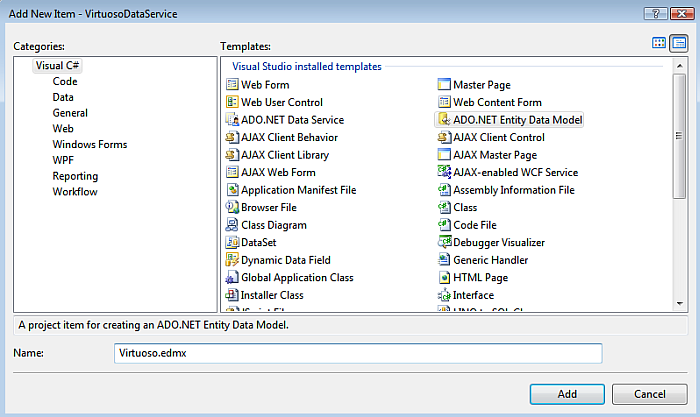 Add New Item - VirtuosoDataService
Categories:
Templates:
Visual C#
Code
Data
General
Web
Windows Forms
WPF
Reporting
Workflow
Visual Studio installed templates
Web Form
Master Page
Web User Control
Web Content Form
ADO.NET Data Service
ADO.NET Entity Data Model
AJAX Client Behavior
AJAX Client Control
AJAX Client Library
AJAX Master Page
AJAX Web Form
AJAX-enabled WCF Service
Application Manifest File
Assembly Information File
Browser File
Class
Class Diagram
Code File
DataSet
Debugger Visualizer
Dynamic Data Field
Generic Handler
Global Application Class
HTML Page
Installer Class
Interface
A project item for creating an ADO.NET Entity Data Model.
Name:
Virtuoso.edmx
Add
Cancel